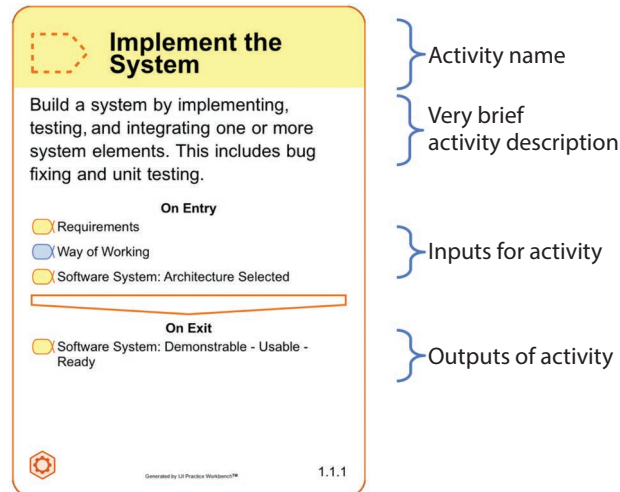 Implement the
System
Activity name
Build a system by implementing,
testing, and integrating one or more
system elements. This includes bug
fixing and unit testing.
Very brief
activity description
On Entry
Requirements
Way of Working
Software System: Architecture Selected
Inputs for activity
On Exit
Software System: Demonstrable - Usable -
Ready
Outputs of activity
Generated by IJI Practice Workbench™
1.1.1